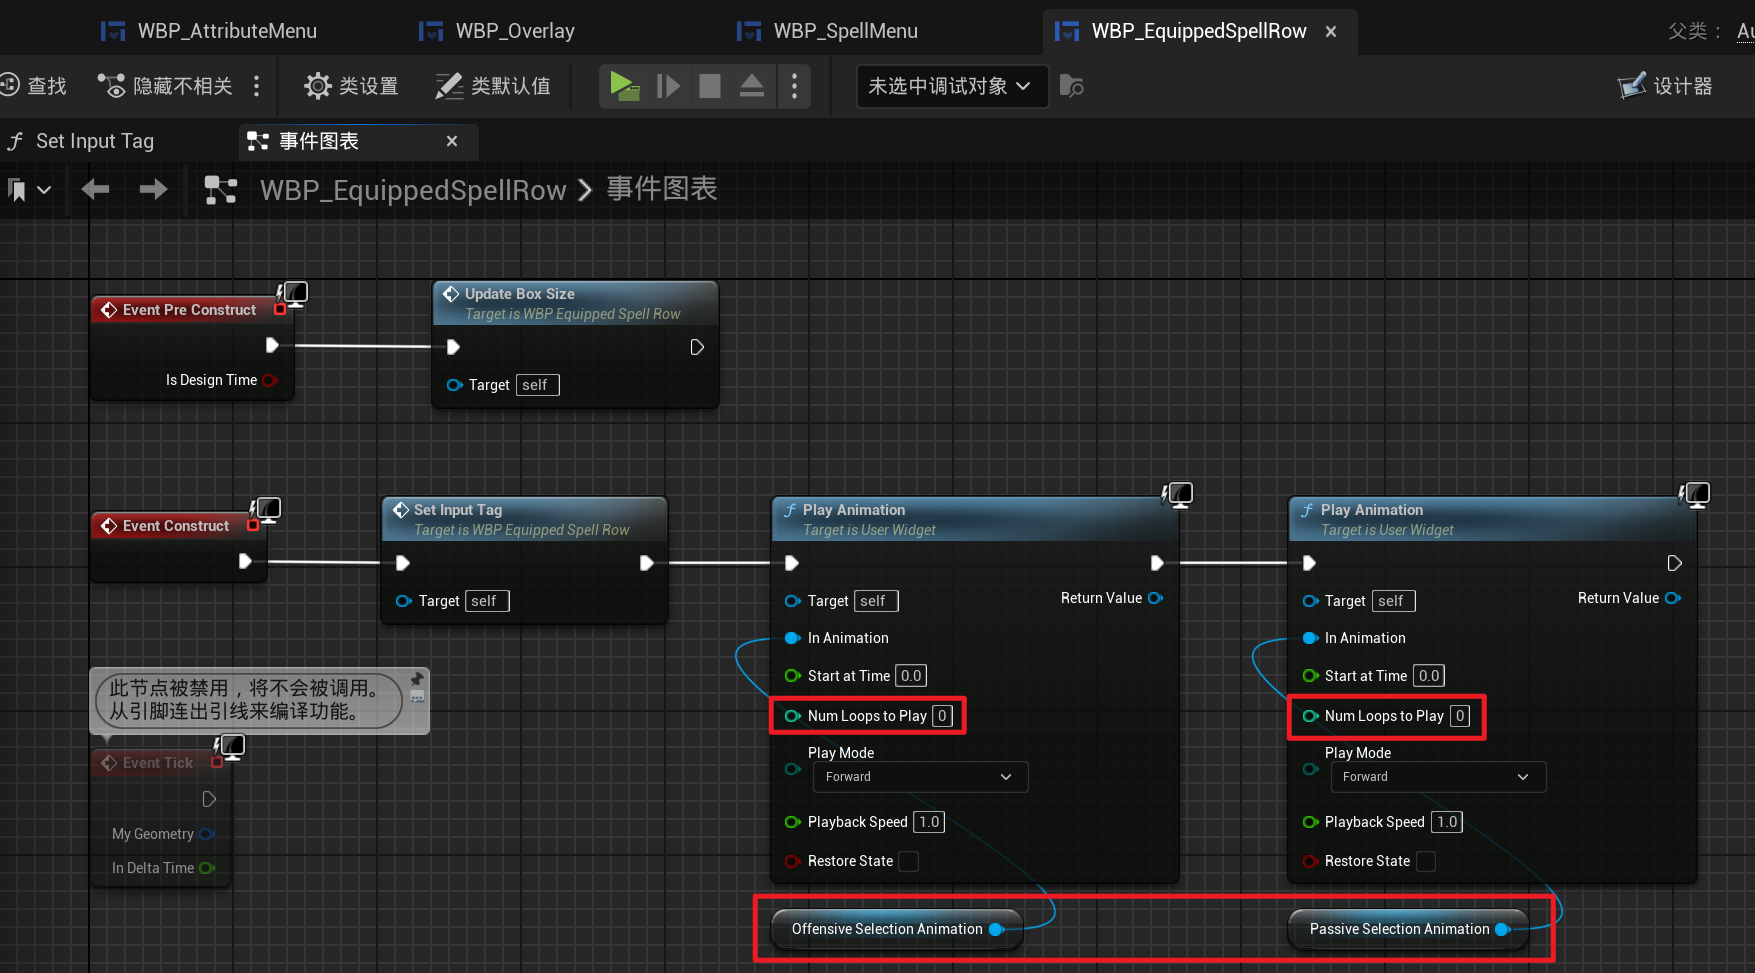 WBP_AttributeMenu
WBP_Overlay
WBP_SpellMenu
WBP_EquippedSpellRow
父类：
查找
隐藏不相关
类设置
类默认值
未选中调试对象
设计器
Set Input Tag
事件图表
WBP_EquippedSpellRow
事件图表
Event Pre Construct
Is Design Time
Update Box Size
Target is WBP Equipped Spell Row
Target self
Event Construct
Set Input Tag
Target is WBP Equipped Spell Row
Target self
Play Animation
Target is User Widget
Target self
Return Value
In Animation
Start at Time 0.0
Num Loops to Play 0
Play Mode
Forward
Playback Speed 1.0
Restore State
Offensive Selection Animation
Play Animation
Target is User Widget
Target self
Return Value
In Animation
Start at Time 0.0
Num Loops to Play 0
Play Mode
Forward
Playback Speed 1.0
Restore State
Passive Selection Animation
此节点被禁用，将不会被调用。
从引脚连出引线来编译功能。
Event Tick
My Geometry
In Delta Time